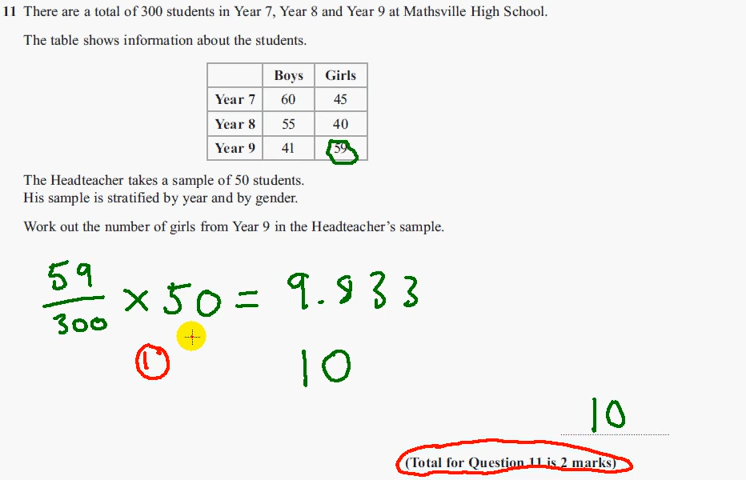 11 There are a total of 300 students in Year 7, Year 8 and Year 9 at Mathsville High School.
The table shows information about the students.
Boys Girls
Year 7 60 45
Year 8 55 40
Year 9 41 59
The Headteacher takes a sample of 50 students.
His sample is stratified by year and by gender.
Work out the number of girls from Year 9 in the Headteacher's sample.
59/300 × 50 = 9.833
1 10
10
(Total for Question 11 is 2 marks)